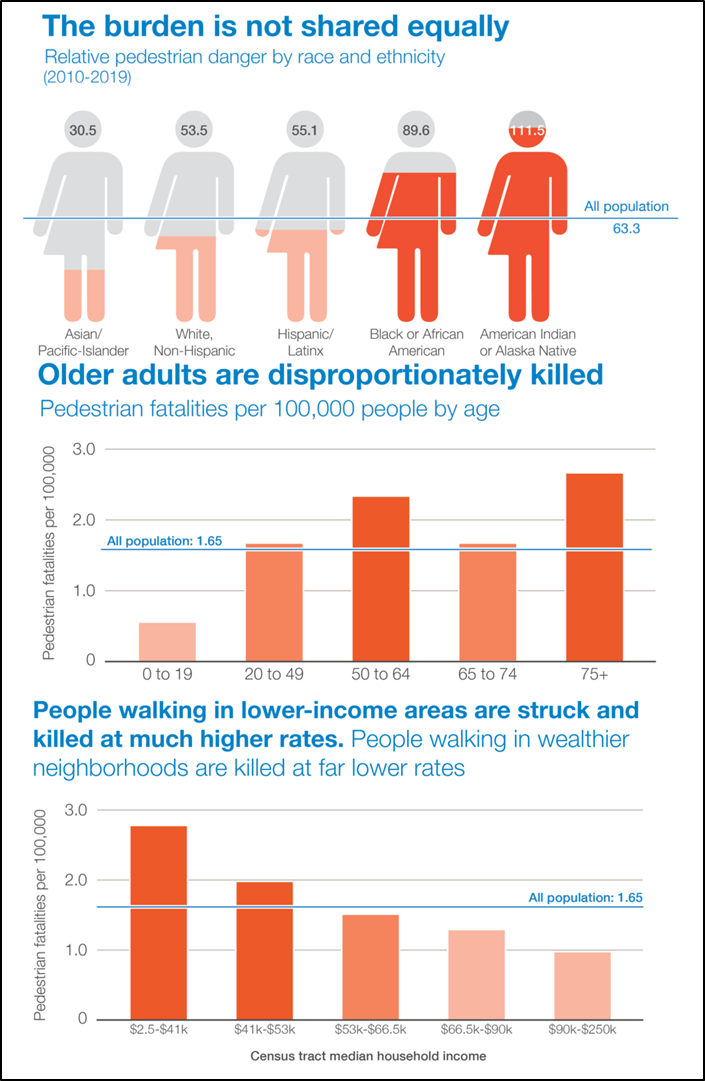 The burden is not shared equally
Relative pedestrian danger by race and ethnicity
(2010-2019)
30.5
53.5
55.1
89.6
111.5
All population
63.3
Asian/
Pacific-Islander
White,
Non-Hispanic
Hispanic/
Latinx
Black or African
American
American Indian
or Alaska Native
Older adults are disproportionately killed
Pedestrian fatalities per 100,000 people by age
Pedestrian fatalities per 100,000
3.0
2.0
1.0
0
All population: 1.65
0 to 19
20 to 49
50 to 64
65 to 74
75+
People walking in lower-income areas are struck and
killed at much higher rates. People walking in wealthier
neighborhoods are killed at far lower rates
Pedestrian fatalities per 100,000
3.0
2.0
1.0
0
All population: 1.65
$2.5-$41k
$41k-$53k
$53k-$66.5k
$66.5k-$90k
$90k-$250k
Census tract median household income